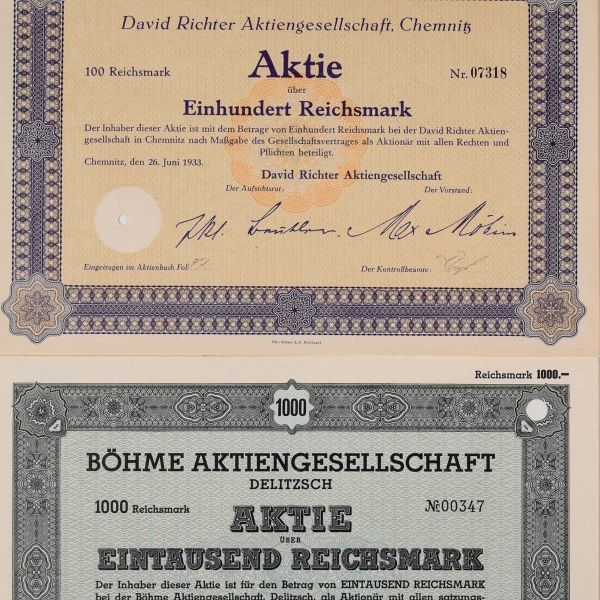 David Richter Aktiengesellschaft, Chemnitz
100 Reichsmark
Aktie
Nr. 07318
über
Einhundert Reichsmark
Der Inhaber dieser Aktie ist mit dem Betrage von Einhundert Reichsmark bei der David Richter Aktien-
gesellschaft in Chemnitz nach Maßgabe des Gesellschaftsvertrages als Aktionär mit allen Rechten und
Pflichten beteiligt.
Chemnitz, den 26. Juni 1933.
David Richter Aktiengesellschaft
Der Aufsichtsrat:
Der Vorstand:
Max
Eingetragen im Aktienbuch Fol.
Der Kontrollbeamte:
Reichsmark 1000.—
1000
BÖHME AKTIENGESELLSCHAFT
DELITZSCH
1000 Reichsmark
№00347
AKTIE
ÜBER
EINTAUSEND REICHSMARK
Der Inhaber dieser Aktie ist für den Betrag von EINTAUSEND REICHSMARK
bei der Böhme Aktiengesellschaft, Delitzsch, als Aktionär mit allen satzungs-